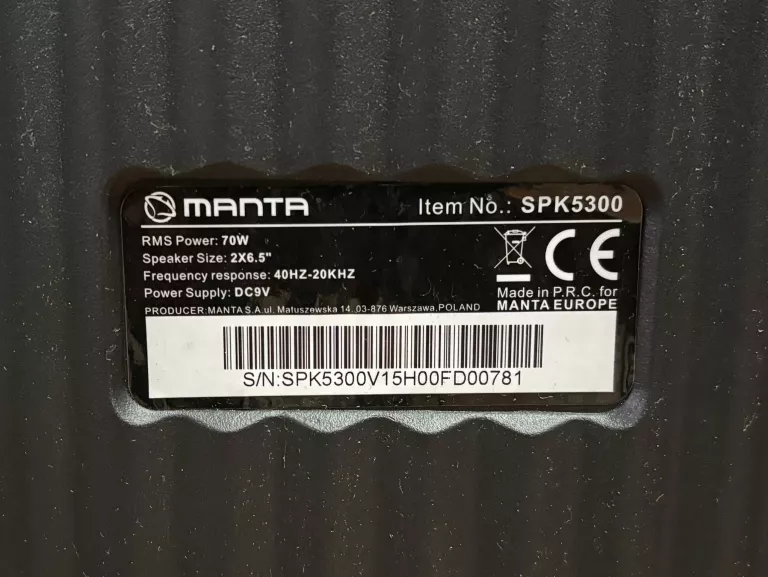 MANTA Item No.: SPK5300
RMS Power: 70W
Speaker Size: 2X6.5"
Frequency response: 40HZ-20KHZ
Power Supply: DC9V
Made in P.R.C. for
MANTA EUROPE
PRODUCER:MANTA S.A.ul. Matuszewska 14, 03-876 Warszawa,POLAND
S/N:SPK5300V15H00FD00781